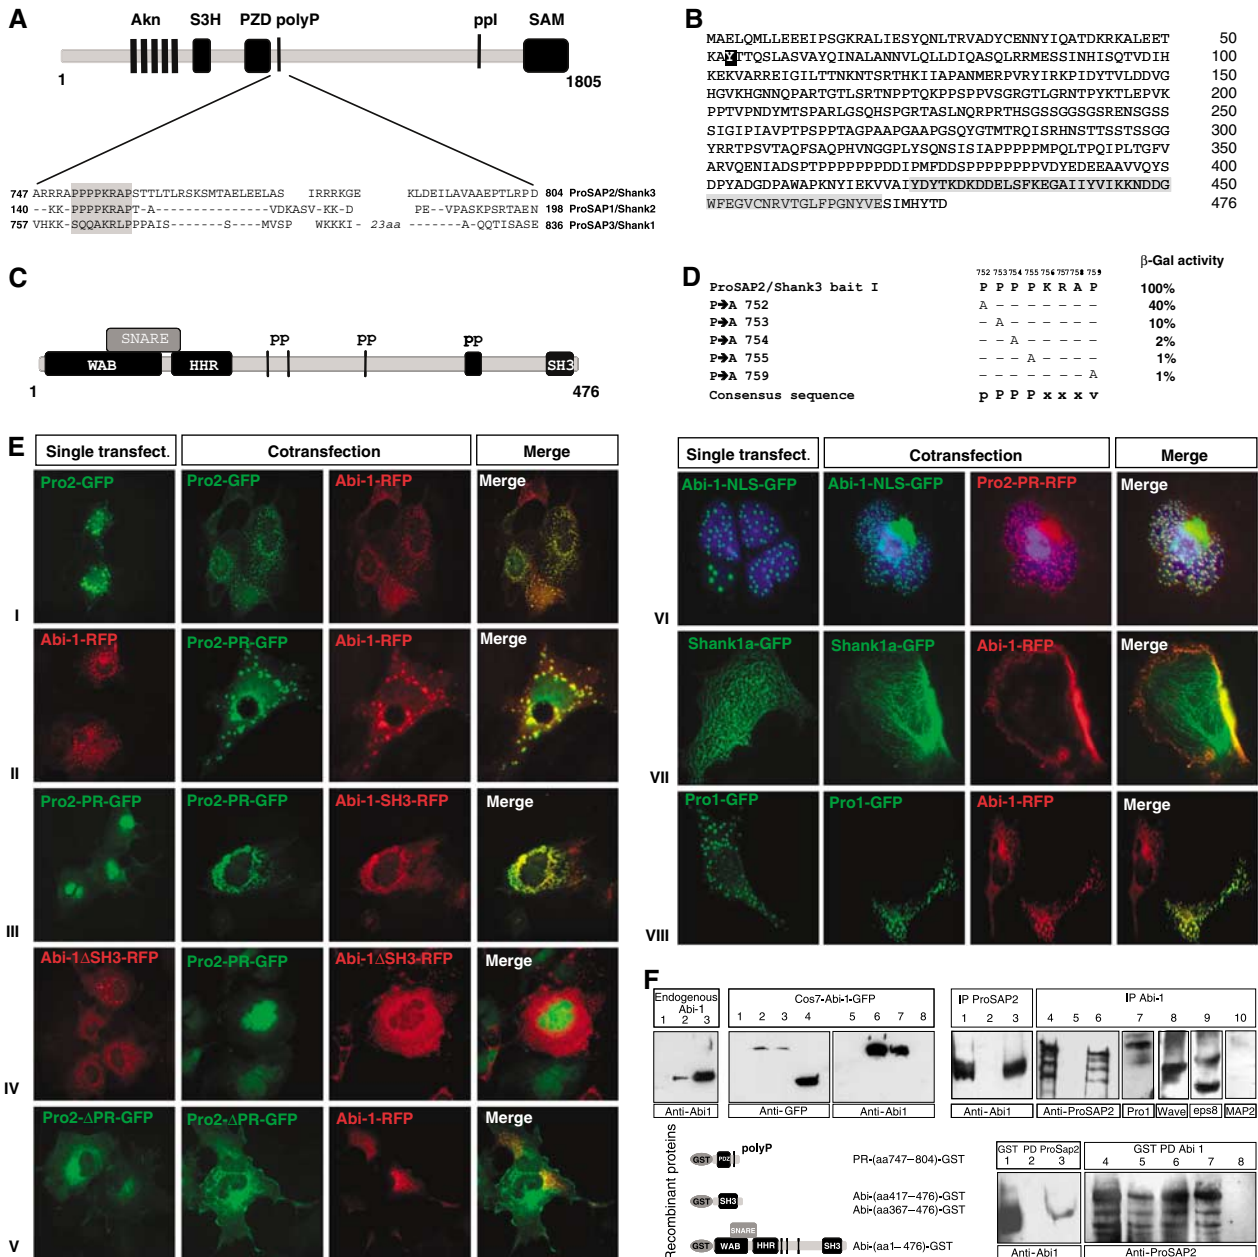 A
Akn S3H PZD polyP ppI SAM
1 1805
747 ARRRAPPPPKRAPSTTLTLRSKSMTAELEELAS IRRRKGE KLDEILAVAAEPTLRPD 804 ProSAP2/Shank3
140 --KK-PPPPKRAPT-A------------VDKASV-KK-D PE--VPASKPSRTAEN 198 ProSAP1/Shank2
757 VHKK-SQQAKRLPPPAIS-------S----MVSP WKKKI- 23aa --------A-QQTISASE 836 ProSAP3/Shank1
B
MAELQMLLEEEIPSGKRALIESYQNLTRVADYCENNYIQATDKRKALEET 50
KAYTTQSLASVAYQINALANNVLQLLDIQASQLRRMESSINHISQTVDIH 100
KEKVARREIGILTTNKNTSRTHKIIAPANMERPVRYIRKPIDYTVLDDVG 150
HGVKHGNNQPARTGTLSRTNPPTQKPPSPPVSGRGTLGRNTPYKTLEPVK 200
PPTVPNDYMTSPARLGSQHSPGRTASLNQRPRTHSGSSGGSGSRENSGSS 250
SIGIPIAVPTPSPPTAGPAAPGAAPGSQYGTMTRQISRHNSTTSSTSSGG 300
YRRTPSVTAQFSAQPHVNGGPLYSQNSISIAPPPPPMPQLTPQIPLTGFV 350
ARVQENIADSPTPPPPPPPDDIPMFDDSPPPPPPPPVDYEDEEAAVVQYS 400
DPYADGDPAWAPKNYIEKVVAIYDYTKDKDDELSFKEGAIIYVIKKNDDG 450
WFEGVCNRVTGLFPGNYVESIMHYTD 476
C
SNARE
PP PP PP
WAB HHR SH3
1 476
D
β-Gal activity
752 753 754 755 756 757 758 759
ProSAP2/Shank3 bait I P P P P K R A P 100%
P➔A 752 A – – – – – – – 40%
P➔A 753 – A – – – – – – 10%
P➔A 754 – – A – – – – – 2%
P➔A 755 – – – A – – – – 1%
P➔A 759 – – – – – – – A 1%
Consensus sequence p P P P x x x v
E
Single transfect. Cotransfection Merge
Pro2-GFP Pro2-GFP Abi-1-RFP Merge
I
Abi-1-RFP Pro2-PR-GFP Abi-1-RFP Merge
II
Pro2-PR-GFP Pro2-PR-GFP Abi-1-SH3-RFP Merge
III
Abi-1ΔSH3-RFP Pro2-PR-GFP Abi-1ΔSH3-RFP Merge
IV
Pro2-ΔPR-GFP Pro2-ΔPR-GFP Abi-1-RFP Merge
V
Single transfect. Cotransfection Merge
Abi-1-NLS-GFP Abi-1-NLS-GFP Pro2-PR-RFP Merge
VI
Shank1a-GFP Shank1a-GFP Abi-1-RFP Merge
VII
Pro1-GFP Pro1-GFP Abi-1-RFP Merge
VIII
F
Endogenous Abi-1
1 2 3
Anti-Abi1
Cos7-Abi-1-GFP
1 2 3 4 5 6 7 8
Anti-GFP Anti-Abi1
IP ProSAP2 IP Abi-1
1 2 3 4 5 6 7 8 9 10
Anti-Abi1 Anti-ProSAP2 Pro1 Wave eps8 MAP2
Recombinant proteins
polyP
GST PDZ PR-(aa747–804)-GST
GST SH3 Abi-(aa417–476)-GST
Abi-(aa367–476)-GST
SNARE
GST WAB HHR SH3 Abi-(aa1–476)-GST
GST PD ProSap2 GST PD Abi 1
1 2 3 4 5 6 7 8
Anti-Abi1 Anti-ProSAP2